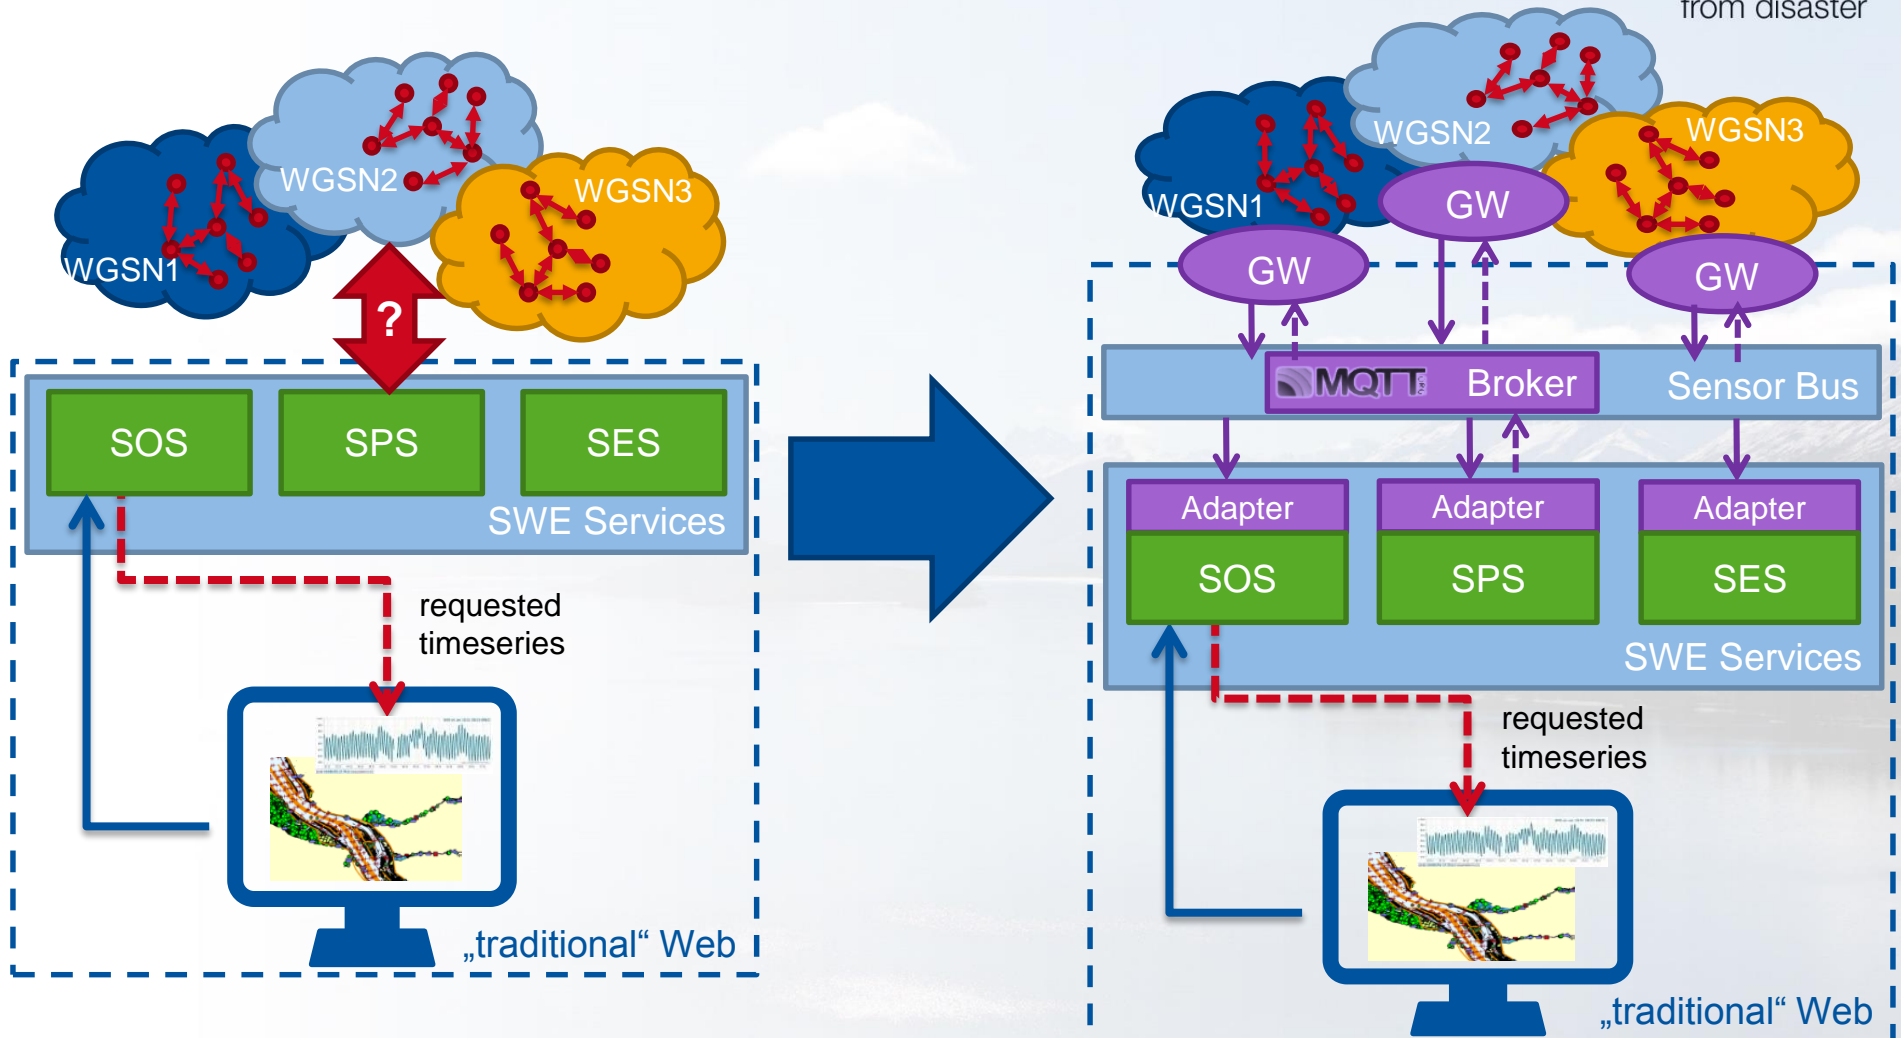 from disaster
WGSN2
WGSN3
WGSN1
?
SOS
SPS
SES
SWE Services
requested
timeseries
„traditional“ Web
WGSN2
WGSN3
WGSN1
GW
GW
GW
MQTT
Broker
Sensor Bus
Adapter
Adapter
Adapter
SOS
SPS
SES
SWE Services
requested
timeseries
„traditional“ Web